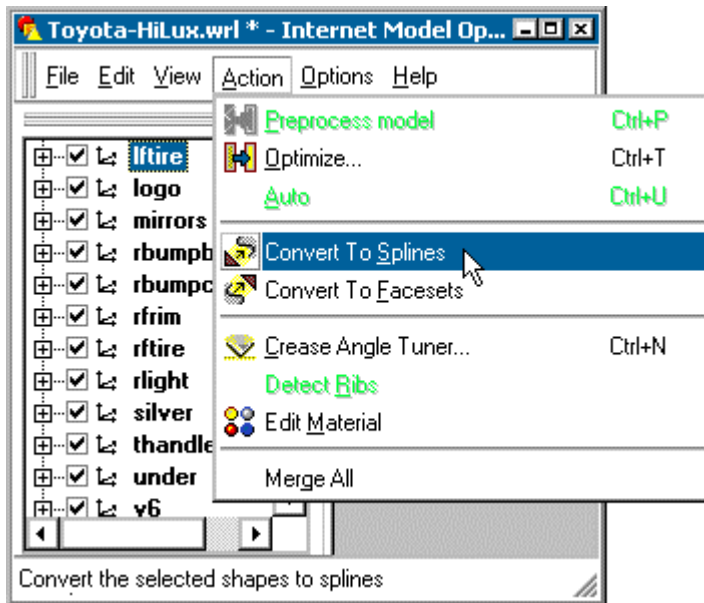 Toyota-HiLux.wrl * - Internet Model Op...
File Edit View Action Options Help
Preprocess model Ctrl+P
Optimize... Ctrl+T
Auto Ctrl+U
Convert To Splines
Convert To Facesets
Crease Angle Tuner... Ctrl+N
Detect Ribs
Edit Material
Merge All
lftire
logo
mirrors
rbumpb
rbumpc
rfrim
rftire
rlight
silver
thandle
under
v6
Convert the selected shapes to splines